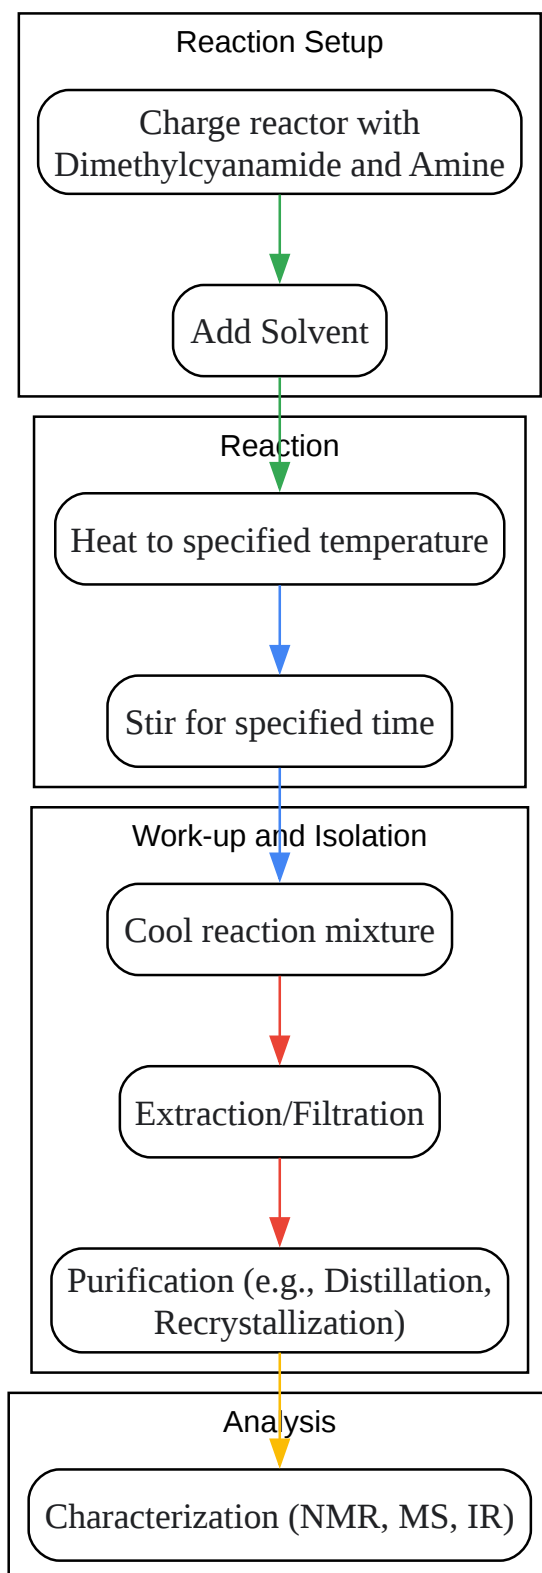 Reaction Setup
Charge reactor with
Dimethylcyanamide and Amine
Add Solvent
Reaction
Heat to specified temperature
Stir for specified time
Work-up and Isolation
Cool reaction mixture
Extraction/Filtration
Purification (e.g., Distillation,
Recrystallization)
Analysis
Characterization (NMR, MS, IR)